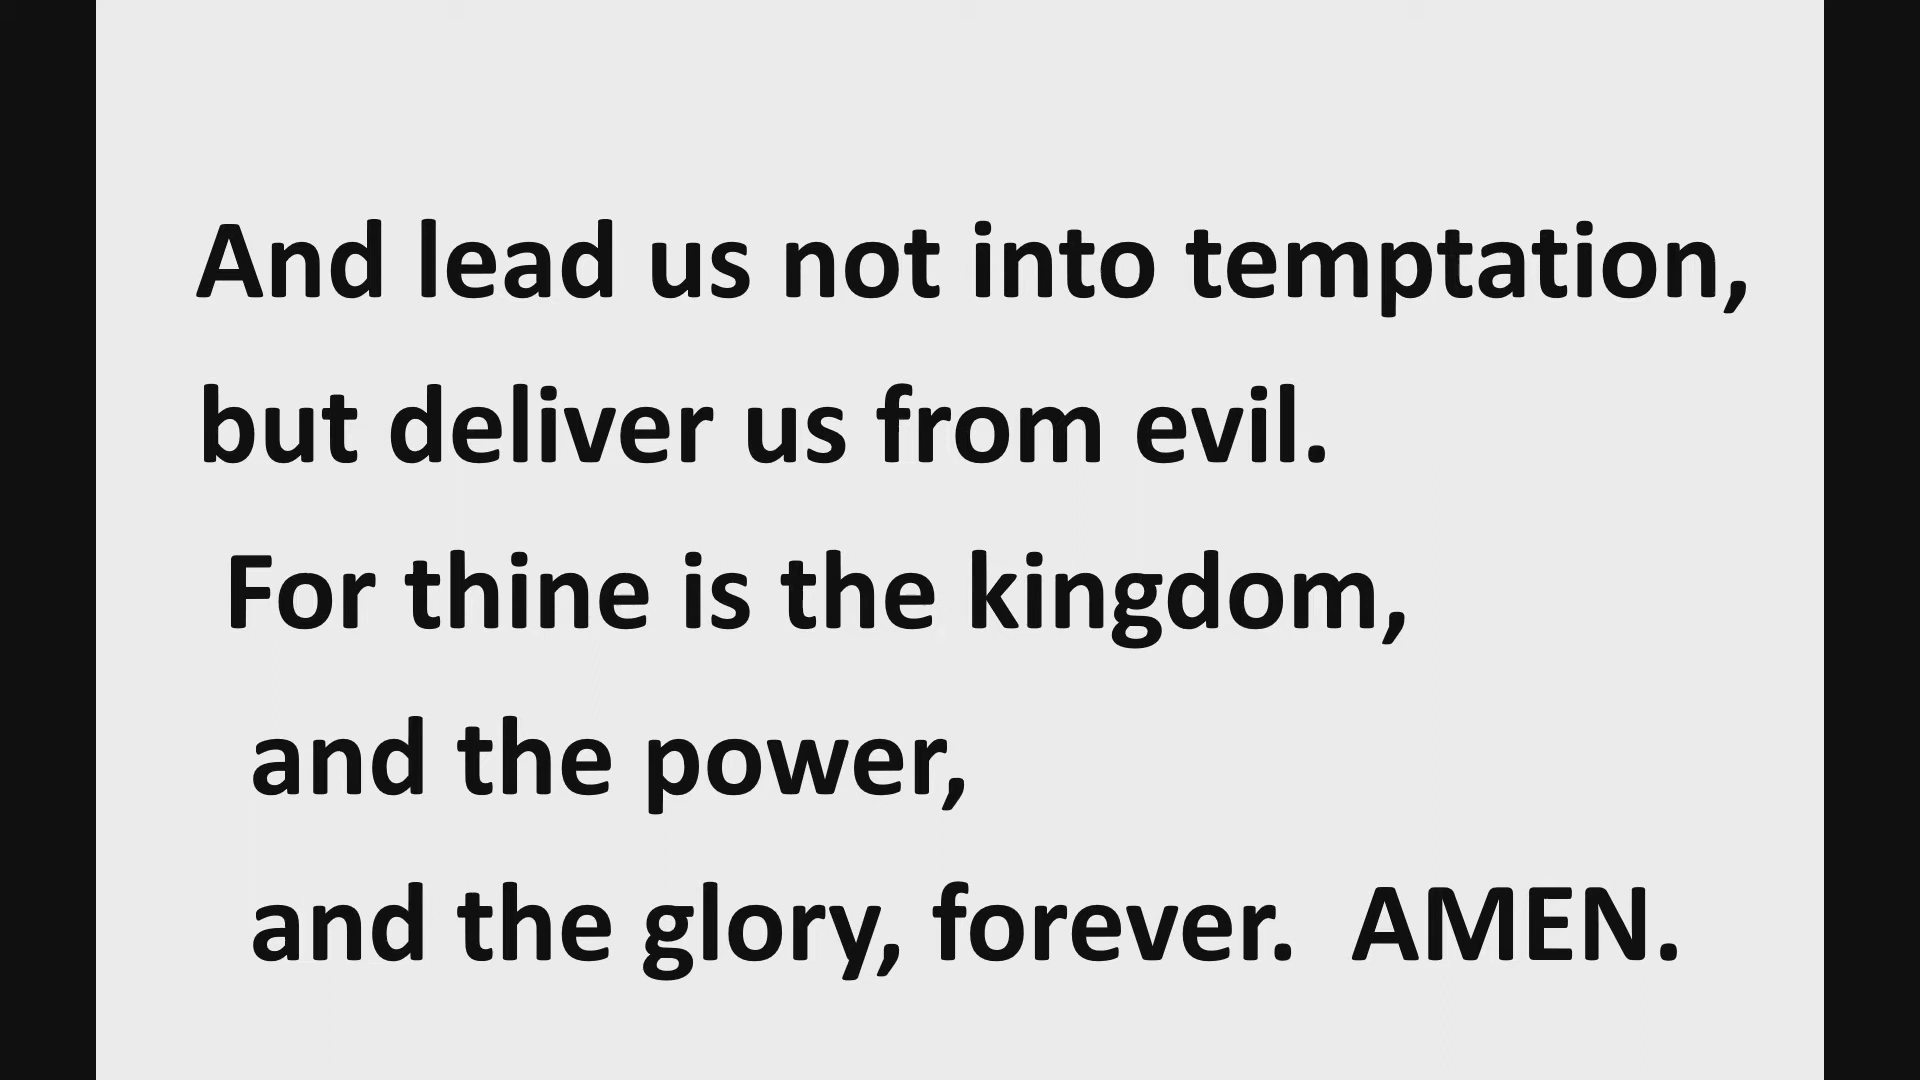 And lead us not into temptation,
but deliver us from evil.
For thine is the kingdom,
and the power,
and the glory, forever.  AMEN.